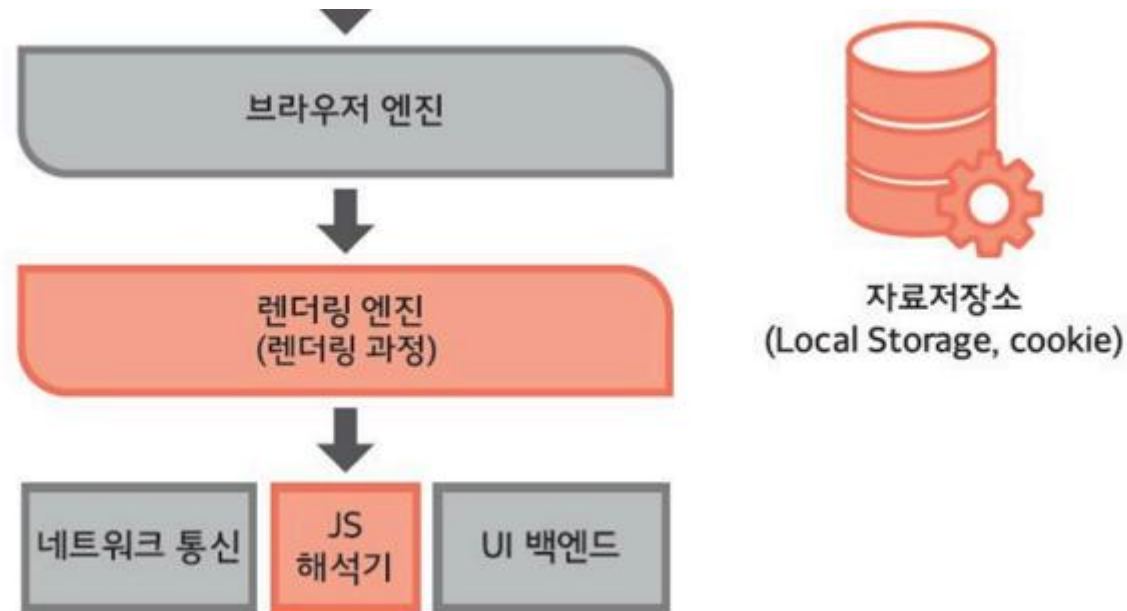 브라우저 엔진
렌더링 엔진
(렌더링 과정)
네트워크 통신
JS
해석기
UI 백엔드
자료저장소
(Local Storage, cookie)